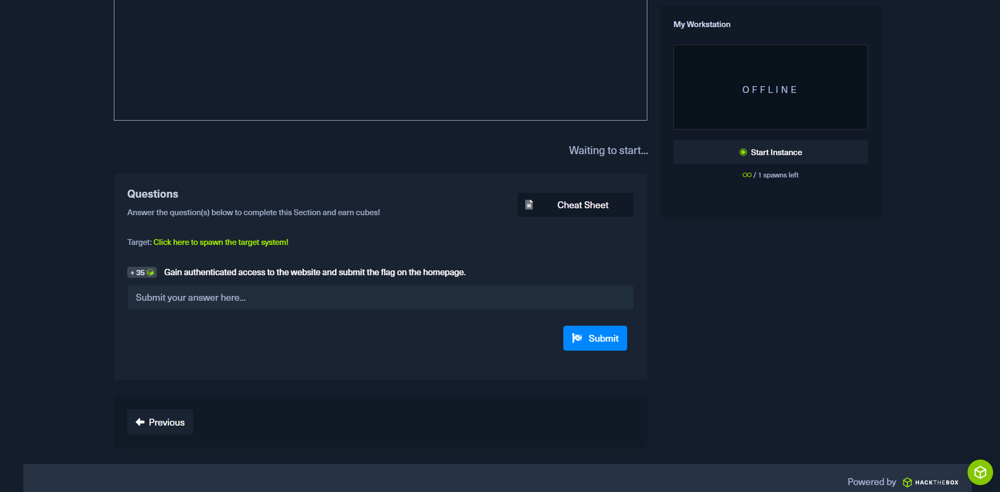 My Workstation
OFFLINE
Start Instance
∞ / 1 spawns left
Waiting to start...
Questions
Answer the question(s) below to complete this Section and earn cubes!
Cheat Sheet
Target: Click here to spawn the target system!
+ 35 Gain authenticated access to the website and submit the flag on the homepage.
Submit your answer here...
Submit
Previous
Powered by HACKTHEBOX